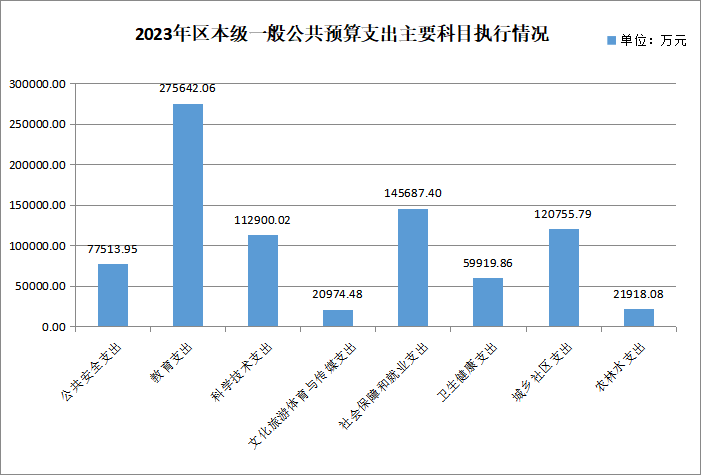 2023年区本级一般公共预算支出主要科目执行情况
单位：万元
300000.00
250000.00
200000.00
150000.00
100000.00
50000.00
0.00
77513.95
275642.06
112900.02
20974.48
145687.40
59919.86
120755.79
21918.08
公共安全支出
教育支出
科学技术支出
文化旅游体育与传媒支出
社会保障和就业支出
卫生健康支出
城乡社区支出
农林水支出